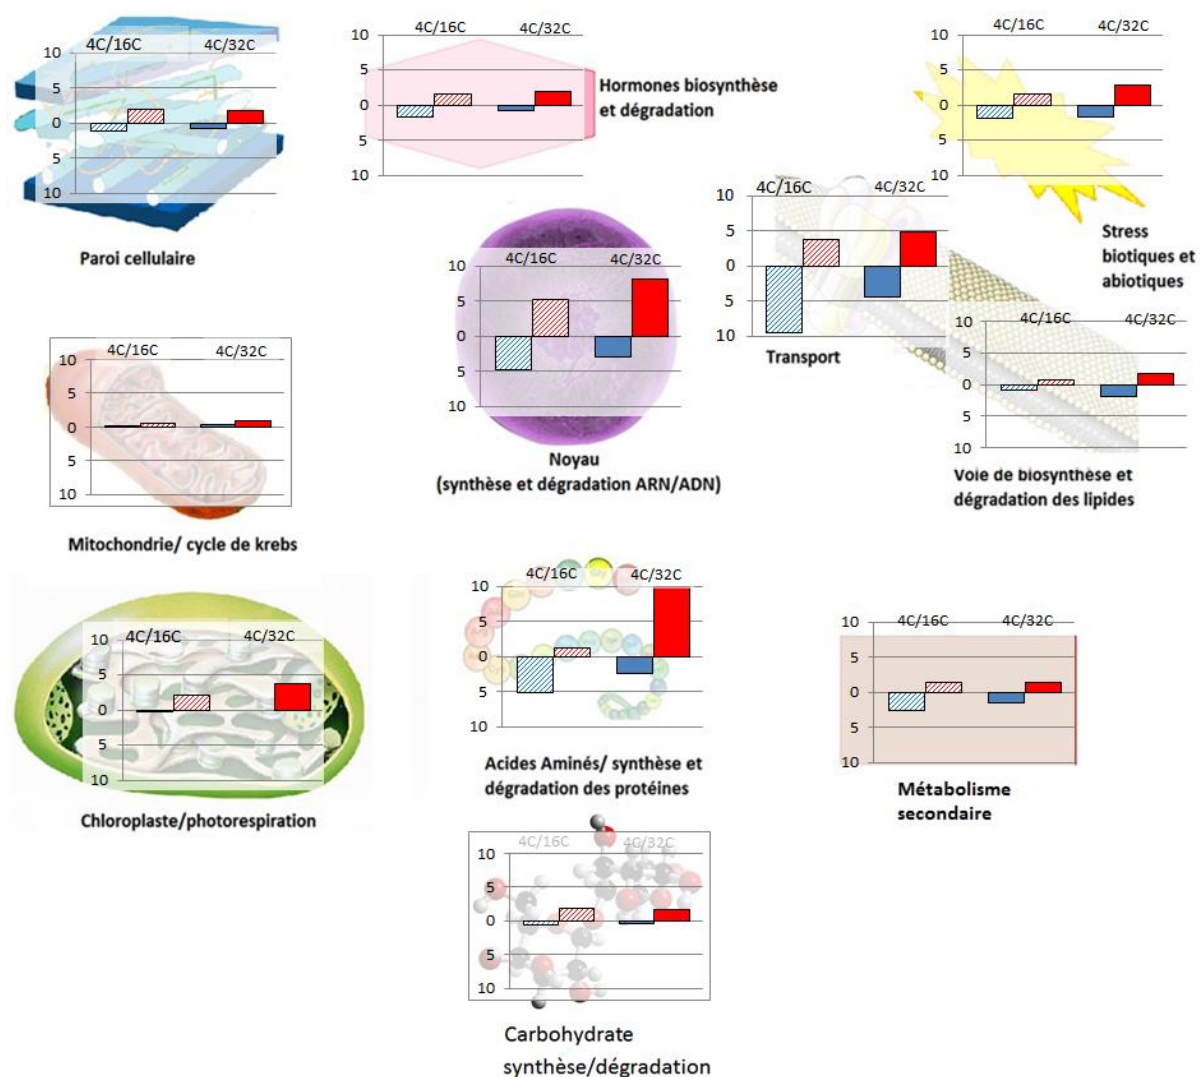 4C/16C 4C/32C
10
5
0
5
10
Paroi cellulaire
4C/16C 4C/32C
10
5
0
5
10
Hormones biosynthèse
et dégradation
4C/16C 4C/32C
10
5
0
5
10
Stress
biotiques et
abiotiques
4C/16C 4C/32C
10
5
0
5
10
Transport
4C/16C 4C/32C
10
5
0
5
10
Noyau
(synthèse et dégradation ARN/ADN)
4C/16C 4C/32C
10
5
0
5
10
Voie de biosynthèse et
dégradation des lipides
4C/16C 4C/32C
10
5
0
5
10
Mitochondrie/ cycle de krebs
4C/16C 4C/32C
10
5
0
5
10
Acides Aminés/ synthèse et
dégradation des protéines
4C/16C 4C/32C
10
5
0
5
10
Chloroplaste/photorespiration
4C/16C 4C/32C
10
5
0
5
10
Métabolisme
secondaire
4C/16C 4C/32C
10
5
0
5
10
Carbohydrate
synthèse/dégradation